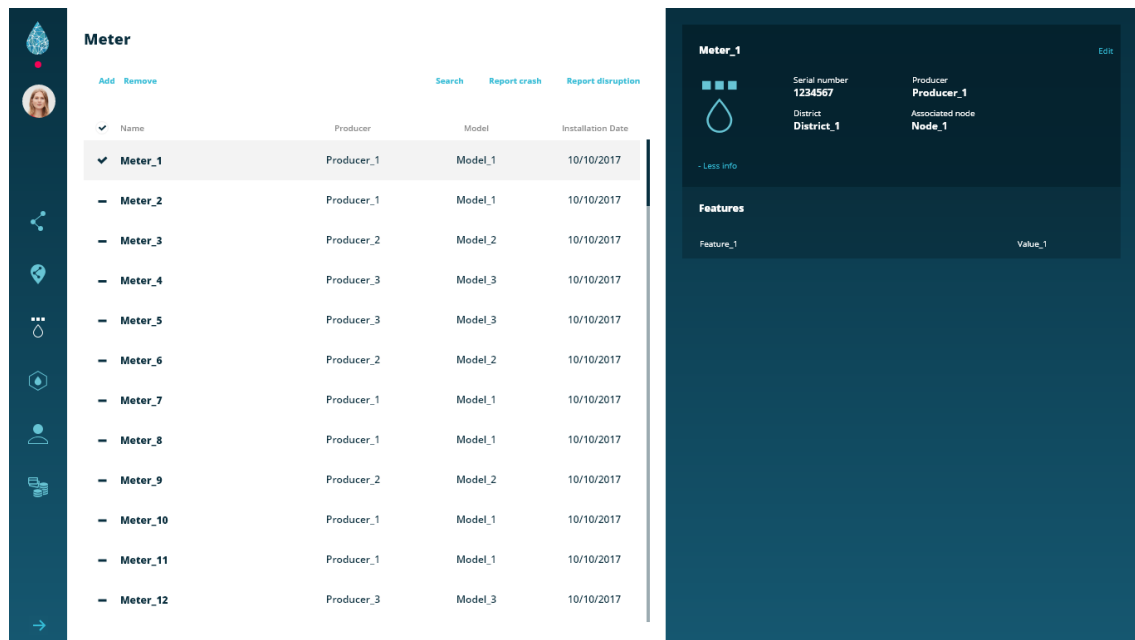 Meter
Add Remove Search Report crash Report disruption
Name Producer Model Installation Date
Meter_1 Producer_1 Model_1 10/10/2017
Meter_2 Producer_1 Model_1 10/10/2017
Meter_3 Producer_2 Model_2 10/10/2017
Meter_4 Producer_3 Model_3 10/10/2017
Meter_5 Producer_3 Model_3 10/10/2017
Meter_6 Producer_2 Model_2 10/10/2017
Meter_7 Producer_1 Model_1 10/10/2017
Meter_8 Producer_1 Model_1 10/10/2017
Meter_9 Producer_2 Model_2 10/10/2017
Meter_10 Producer_1 Model_1 10/10/2017
Meter_11 Producer_1 Model_1 10/10/2017
Meter_12 Producer_3 Model_3 10/10/2017
Meter_1 Edit
Serial number Producer
1234567 Producer_1
District Associated node
District_1 Node_1
- Less info
Features
Feature_1 Value_1